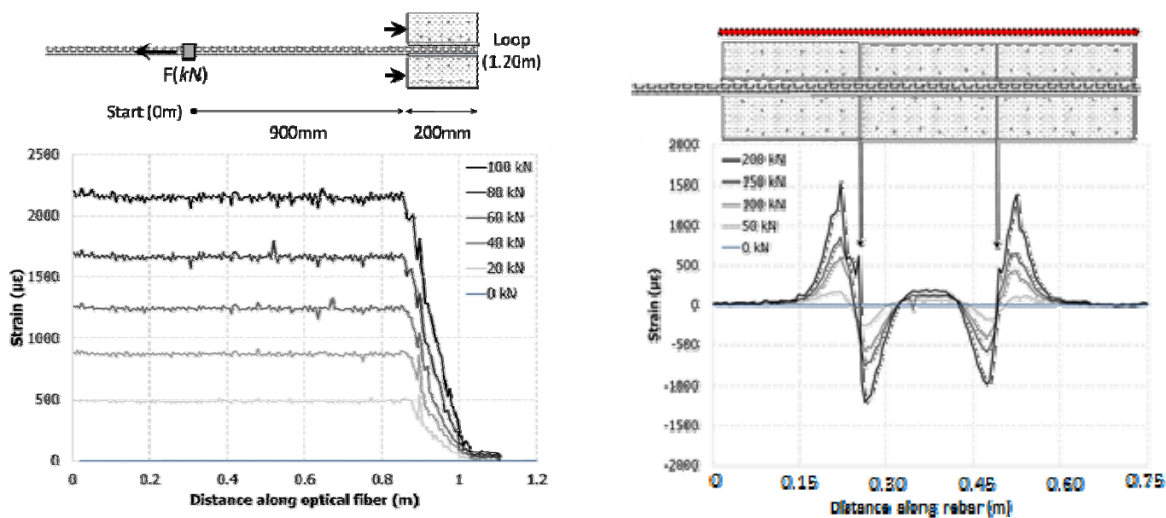 Loop
(1.20m)
F(kN)
Start (0m)
900mm
200mm
2500
2000
1500
1000
500
0
100 kN
80 kN
60 kN
40 kN
20 kN
0 kN
Strain (με)
0 0.2 0.4 0.6 0.8 1 1.2
Distance along optical fiber (m)
2000
1500
1000
500
0
-500
-1000
-1500
-2000
200 kN
150 kN
100 kN
50 kN
0 kN
Strain (με)
0 0.15 0.30 0.45 0.60 0.75
Distance along rebar (m)